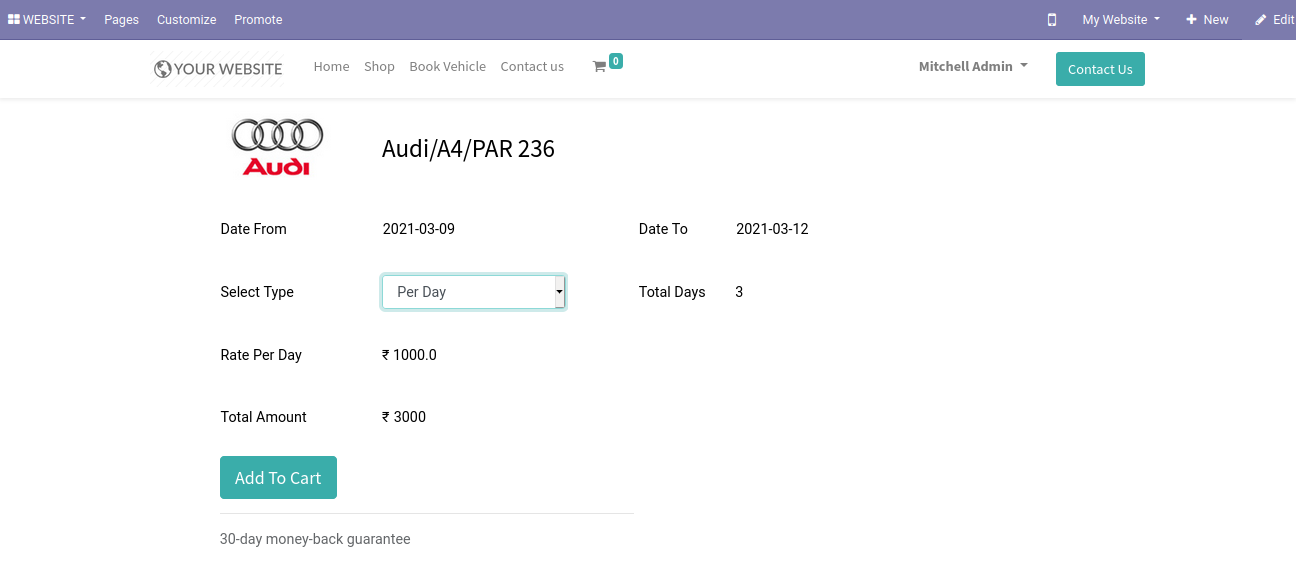 WEBSITE Pages Customize Promote My Website New Edit
YOUR WEBSITE Home Shop Book Vehicle Contact us 0 Mitchell Admin Contact Us
Audi
Audi/A4/PAR 236
Date From 2021-03-09 Date To 2021-03-12
Select Type Per Day Total Days 3
Rate Per Day ₹ 1000.0
Total Amount ₹ 3000
Add To Cart
30-day money-back guarantee